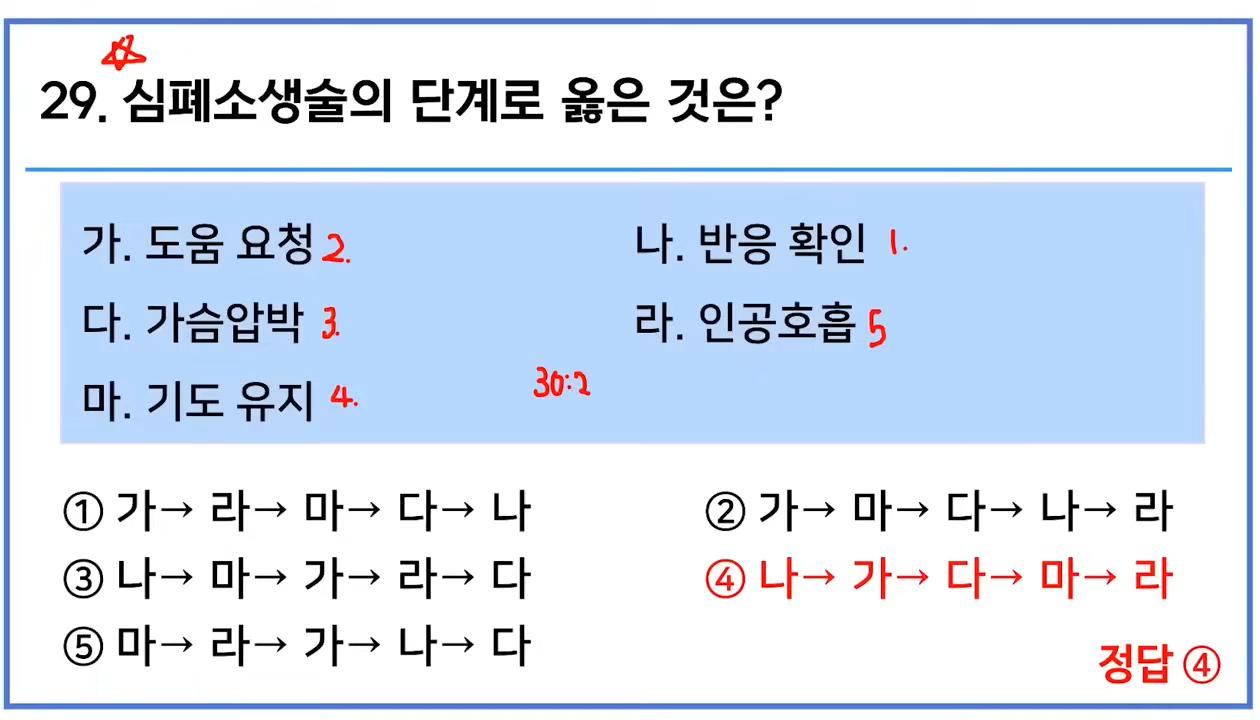 29. 심폐소생술의 단계로 옳은 것은?
가. 도움 요청 2. 나. 반응 확인 1.
다. 가슴압박 3. 라. 인공호흡 5
마. 기도 유지 4. 30:2
① 가→ 라→ 마→ 다→ 나 ② 가→ 마→ 다→ 나→ 라
③ 나→ 마→ 가→ 라→ 다 ④ 나→ 가→ 다→ 마→ 라
⑤ 마→ 라→ 가→ 나→ 다
정답 ④